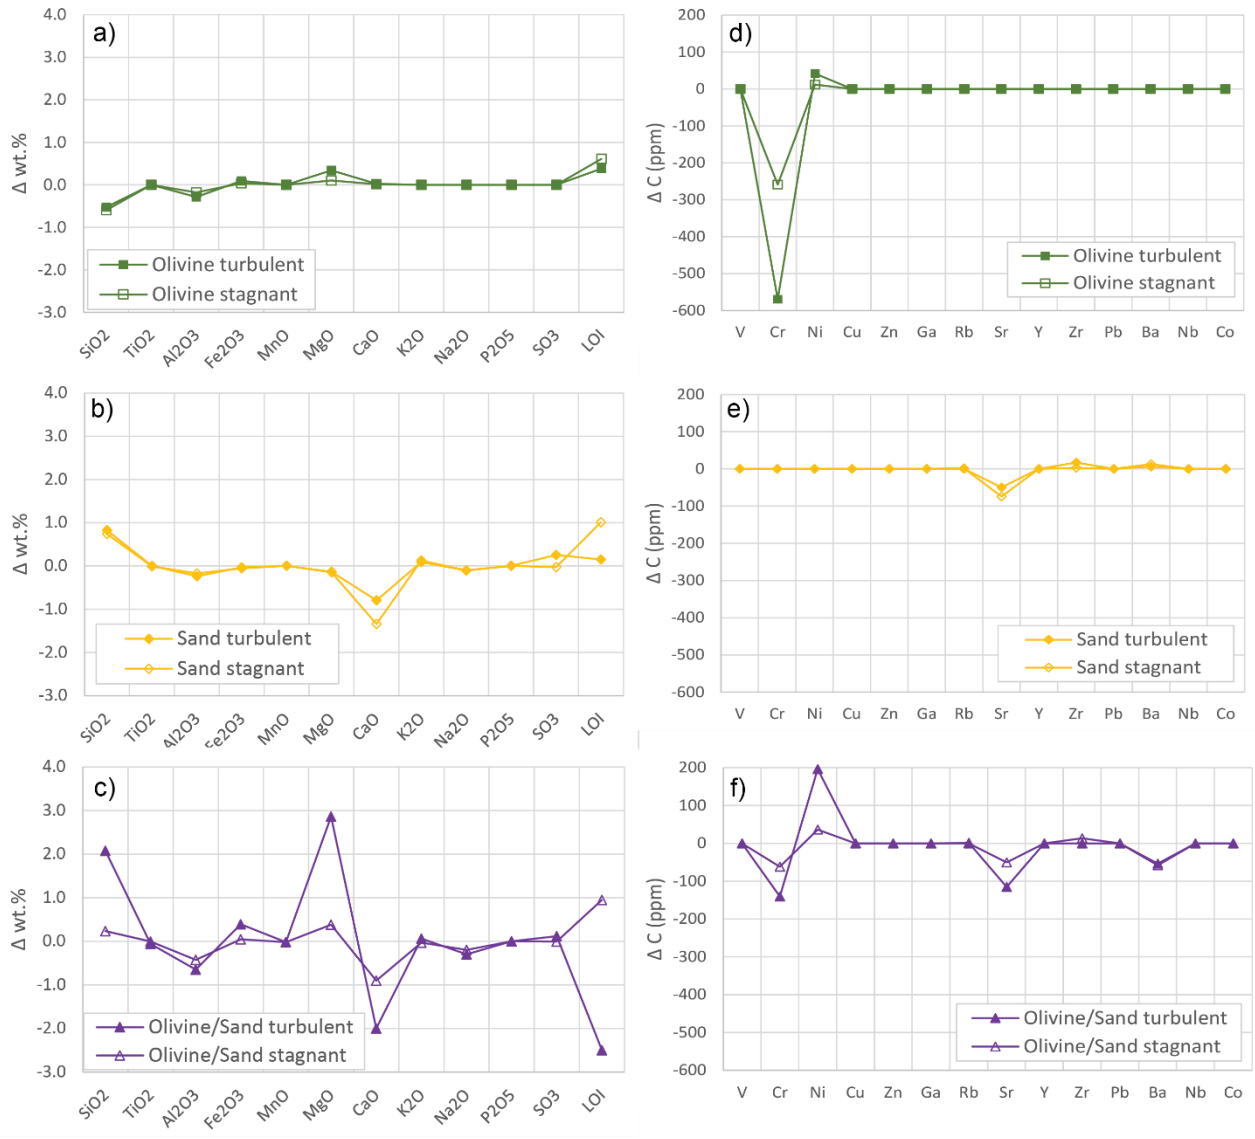 a)
4.0
4.0
1.0
0.0
-1.0
-2.0
-3.0
Δ wt.%
Olivine turbulent
Olivine stagnant
SiO2 TiO2 Al2O3 Fe2O3 MnO MgO CaO K2O Na2O P2O5 SO3 LOI
d)
200
100
0
-100
-200
-300
-400
-500
-600
Δ C (ppm)
Olivine turbulent
Olivine stagnant
V Cr Ni Cu Zn Ga Rb Sr Y Zr Pb Ba Nb Co
b)
4.0
3.0
2.0
1.0
0.0
-1.0
-2.0
-3.0
Δ wt.%
Sand turbulent
Sand stagnant
SiO2 TiO2 Al2O3 Fe2O3 MnO MgO CaO K2O Na2O P2O5 SO3 LOI
e)
200
100
0
-100
-200
-300
-400
-500
-600
Δ C (ppm)
Sand turbulent
Sand stagnant
V Cr Ni Cu Zn Ga Rb Sr Y Zr Pb Ba Nb Co
c)
4.0
3.0
2.0
1.0
0.0
-1.0
-2.0
-3.0
Δ wt.%
Olivine/Sand turbulent
Olivine/Sand stagnant
SiO2 TiO2 Al2O3 Fe2O3 MnO MgO CaO K2O Na2O P2O5 SO3 LOI
f)
200
100
0
-100
-200
-300
-400
-500
-600
Δ C (ppm)
Olivine/Sand turbulent
Olivine/Sand stagnant
V Cr Ni Cu Zn Ga Rb Sr Y Zr Pb Ba Nb Co